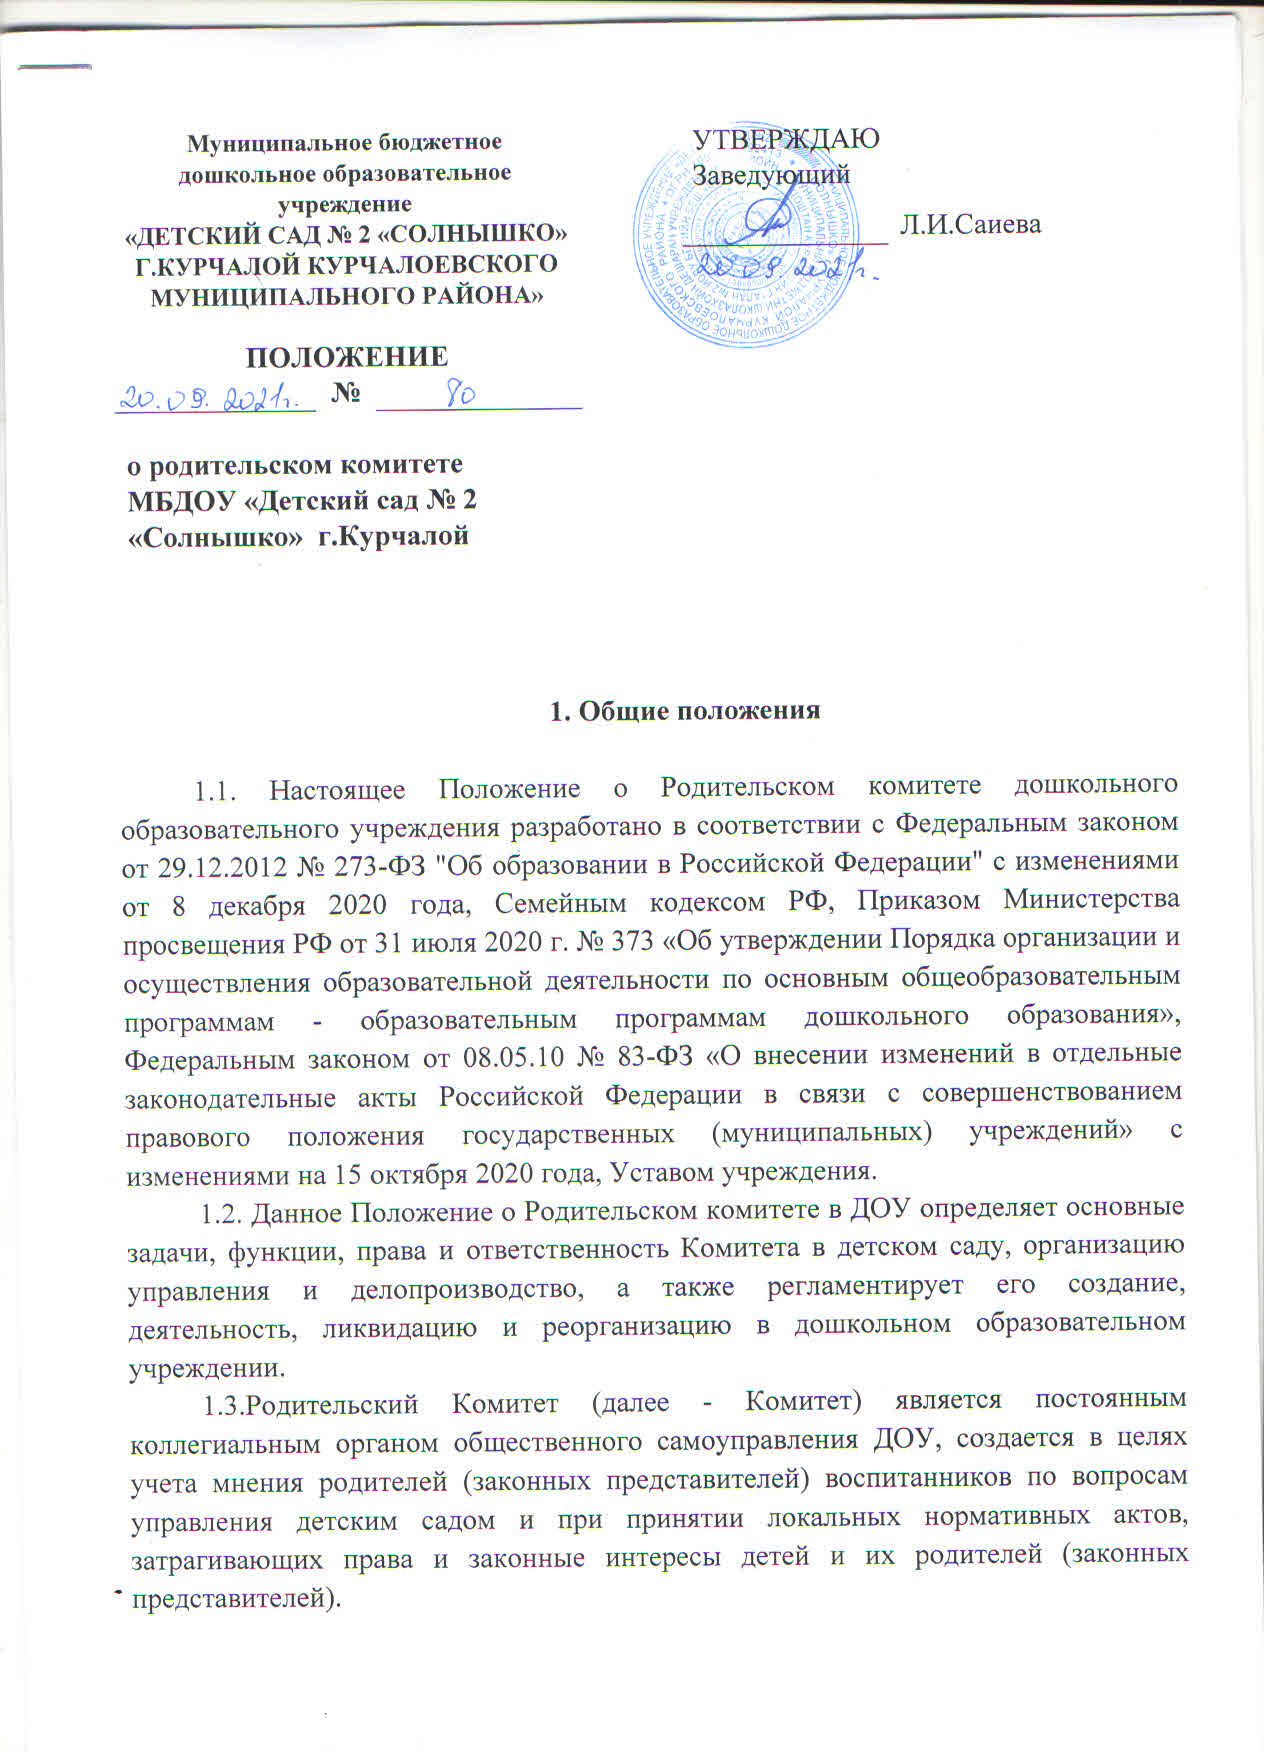 Муниципальное бюджетное
дошкольное образовательное
учреждение
«ДЕТСКИЙ САД № 2 «СОЛНЫШКО»
Г.КУРЧАЛОЙ КУРЧАЛОЕВСКОГО
МУНИЦИПАЛЬНОГО РАЙОНА»
ПОЛОЖЕНИЕ
20.09.2021г. № 80
о родительском комитете
МБДОУ «Детский сад № 2
«Солнышко» г.Курчалой
УТВЕРЖДАЮ
Заведующий
Л.И.Саиева
20.09.2021г.
1. Общие положения
1.1. Настоящее Положение о Родительском комитете дошкольного
образовательного учреждения разработано в соответствии с Федеральным законом
от 29.12.2012 № 273-ФЗ "Об образовании в Российской Федерации" с изменениями
от 8 декабря 2020 года, Семейным кодексом РФ, Приказом Министерства
просвещения РФ от 31 июля 2020 г. № 373 «Об утверждении Порядка организации и
осуществления образовательной деятельности по основным общеобразовательным
программам - образовательным программам дошкольного образования»,
Федеральным законом от 08.05.10 № 83-ФЗ «О внесении изменений в отдельные
законодательные акты Российской Федерации в связи с совершенствованием
правового положения государственных (муниципальных) учреждений» с
изменениями на 15 октября 2020 года, Уставом учреждения.
1.2. Данное Положение о Родительском комитете в ДОУ определяет основные
задачи, функции, права и ответственность Комитета в детском саду, организацию
управления и делопроизводство, а также регламентирует его создание,
деятельность, ликвидацию и реорганизацию в дошкольном образовательном
учреждении.
1.3.Родительский Комитет (далее - Комитет) является постоянным
коллегиальным органом общественного самоуправления ДОУ, создается в целях
учета мнения родителей (законных представителей) воспитанников по вопросам
управления детским садом и при принятии локальных нормативных актов,
затрагивающих права и законные интересы детей и их родителей (законных
представителей).